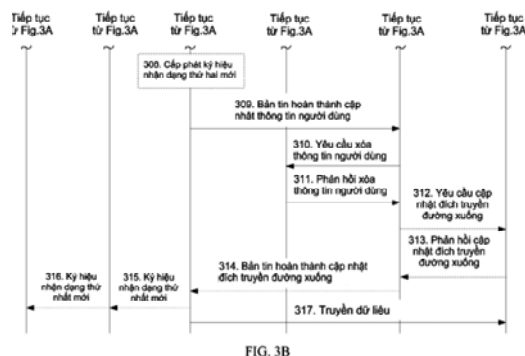 Tiếp tục
từ Fig.3A
Tiếp tục
từ Fig.3A
Tiếp tục
từ Fig.3A
Tiếp tục
từ Fig.3A
Tiếp tục
từ Fig.3A
Tiếp tục
từ Fig.3A
308. Cấp phát ký hiệu
nhận dạng thứ hai mới
309. Bản tin hoàn thành cập
nhật thông tin người dùng
310. Yêu cầu xóa
thông tin người dùng
311. Phản hồi xóa
thông tin người dùng
312. Yêu cầu cập
nhật đích truyền
đường xuống
313. Phản hồi cập
nhật đích truyền
đường xuống
314. Bản tin hoàn thành cập nhật
đích truyền đường xuống
315. Ký hiệu
nhận dạng thứ
nhất mới
316. Ký hiệu
nhận dạng thứ
nhất mới
317. Truyền dữ liệu
FIG. 3B